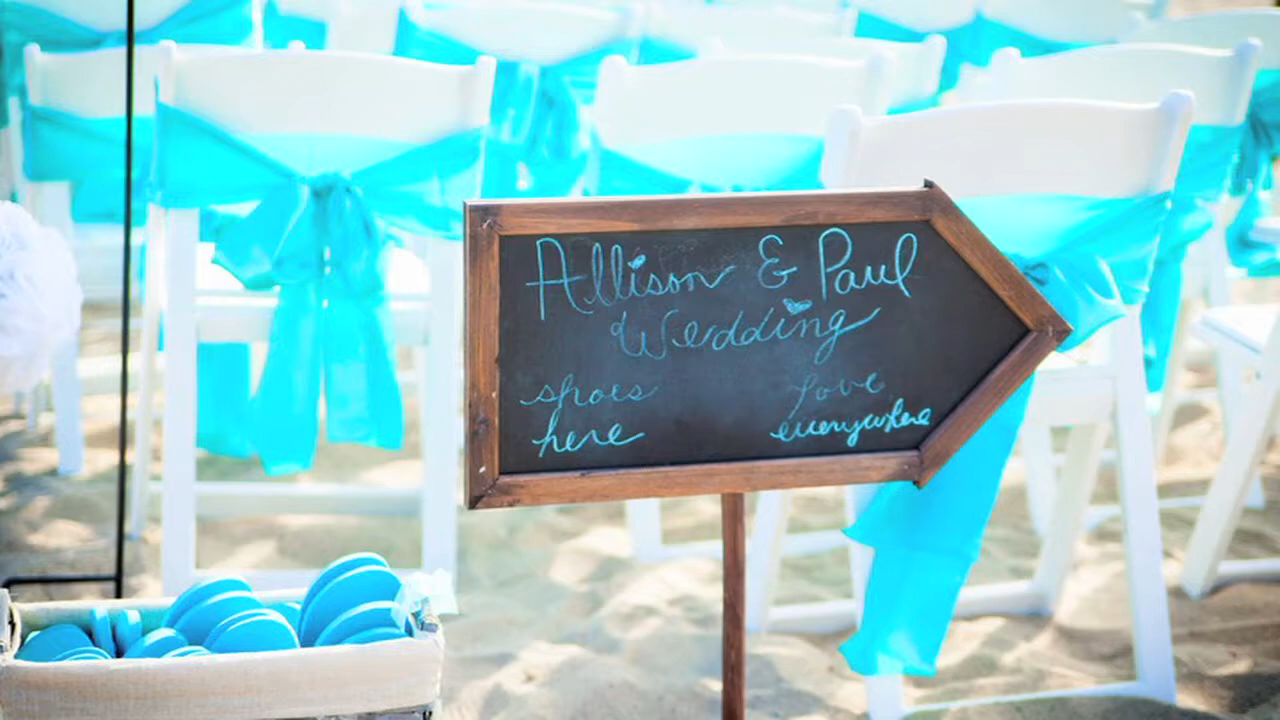 Allison & Paul
Wedding
shoes
here
love
everywhere